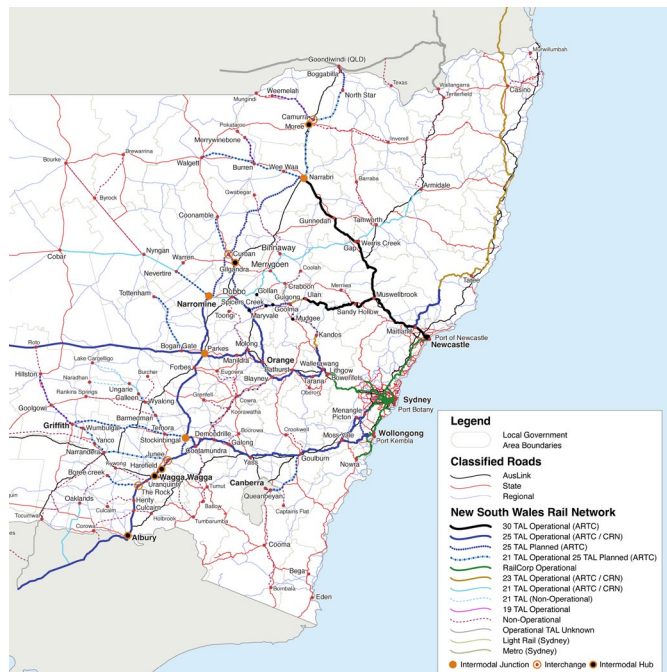 Murwillumbah
Goondiwindi (QLD)
Boggabilla
Texas
Wallangarra
Tenterfield
Casino
Weemelah
Mungindi
North Star
Camurra
Moree
Pokataroo
Merrywinebone
Inverell
Brewarrina
Bourke
Walgett
Burren
Wee Waa
Narrabri
Barraba
Armidale
Byrock
Gwabegar
Coonamble
Gunnedah
Tamworth
Werris Creek
Gap
Nyngan
Cobar
Warren
Nevertire
Curban
Gilgandra
Binnaway
Merrygoen
Coolah
Tottenham
Narromine
Dubbo
Gollan
Craboon
Spicers Creek
Gulgong
Ulan
Merriwa
Muswellbrook
Sandy Hollow
Taree
Toongi
Maryvale
Goolma
Mudgee
Kandos
Maitland
Port of Newcastle
Newcastle
Roto
Bogan Gate
Parkes
Molong
Manildra
Orange
Wallerawang
Lithgow
Bathurst
Bowenfels
Tarana
Oberon
Blayney
Forbes
Eugowra
Lake Cargelligo
Hillston
Naradhan
Burcher
Rankins Springs
Ungarie
Calleen
Wyalong
Grenfell
Cowra
Koorawatha
Sydney
Port Botany
Goolgowi
Griffith
Barmedman
Wumbulgal
Temora
Yanco
Stockinbingal
Demondrille
Boorowa
Crookwell
Menangle
Picton
Wollongong
Port Kembla
Moss Vale
Narrandera
Junee
Cootamundra
Galong
Yass
Goulburn
Nowra
Harefield
Boree creek
Wagga Wagga
Uranquinty
The Rock
Canberra
Queanbeyan
Oaklands
Henty
Culcairn
Culcairn
Tocumwal
Corowa
Holbrook
Batlow
Tumbarumba
Captains Flat
Albury
Cooma
Bega
Bombala
Eden
Legend
Local Government
Area Boundaries
Classified Roads
AusLink
State
Regional
New South Wales Rail Network
30 TAL Operational (ARTC)
25 TAL Operational (ARTC / CRN)
25 TAL Planned (ARTC)
21 TAL Operational 25 TAL Planned (ARTC)
RailCorp Operational
23 TAL Operational (ARTC / CRN)
21 TAL Operational (ARTC / CRN)
21 TAL (Non-Operational)
19 TAL Operational
Non-Operational
Operational TAL Unknown
Light Rail (Sydney)
Metro (Sydney)
Intermodal Junction
Interchange
Intermodal Hub